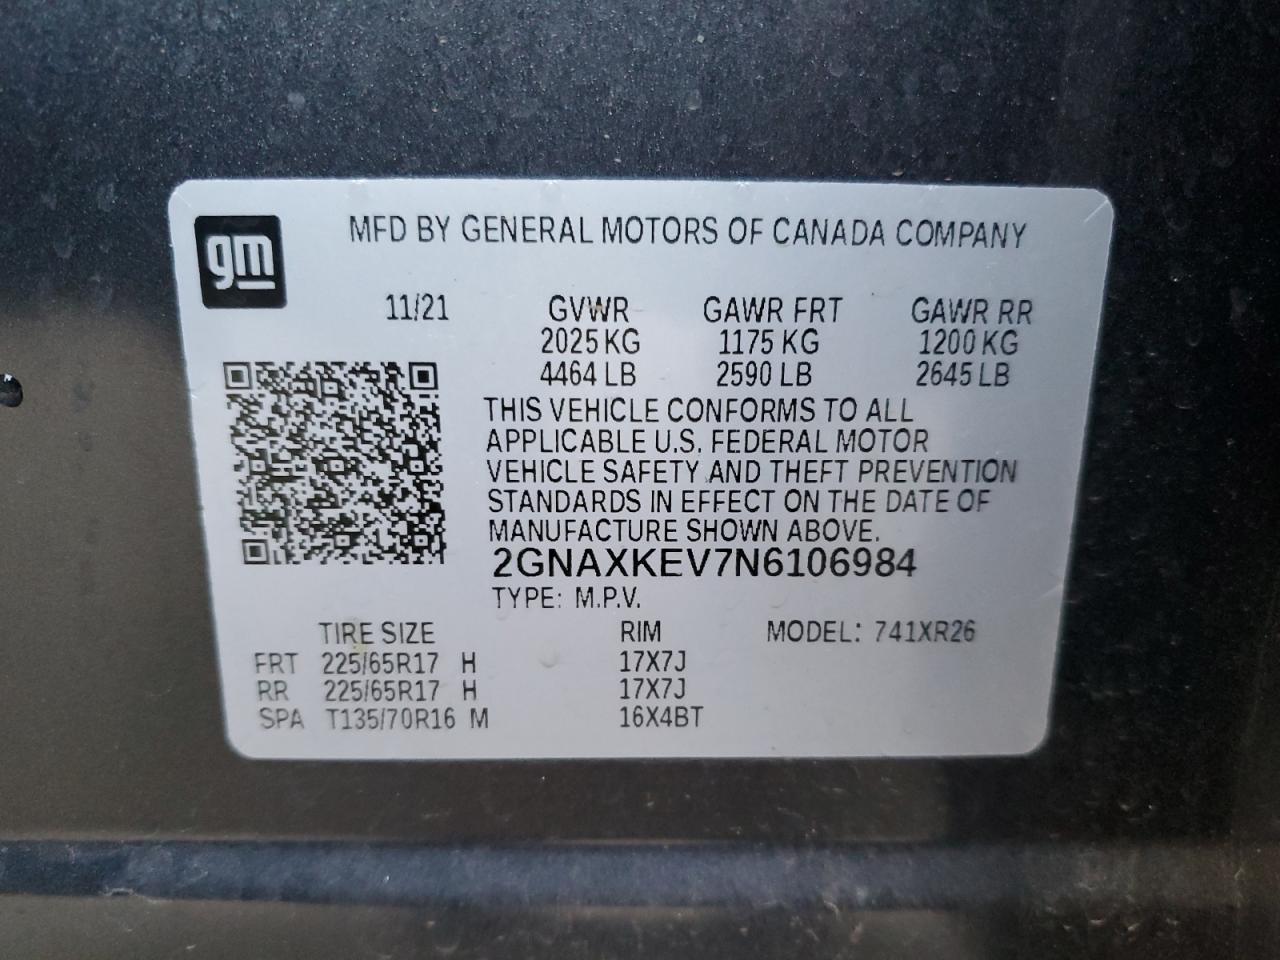 gm
MFD BY GENERAL MOTORS OF CANADA COMPANY
11/21 GVWR GAWR FRT GAWR RR
2025 KG 1175 KG 1200 KG
4464 LB 2590 LB 2645 LB
THIS VEHICLE CONFORMS TO ALL
APPLICABLE U.S. FEDERAL MOTOR
VEHICLE SAFETY AND THEFT PREVENTION
STANDARDS IN EFFECT ON THE DATE OF
MANUFACTURE SHOWN ABOVE.
2GNAXKEV7N6106984
TYPE: M.P.V.
TIRE SIZE RIM MODEL: 741XR26
FRT 225/65R17 H 17X7J
RR 225/65R17 H 17X7J
SPA T135/70R16 M 16X4BT